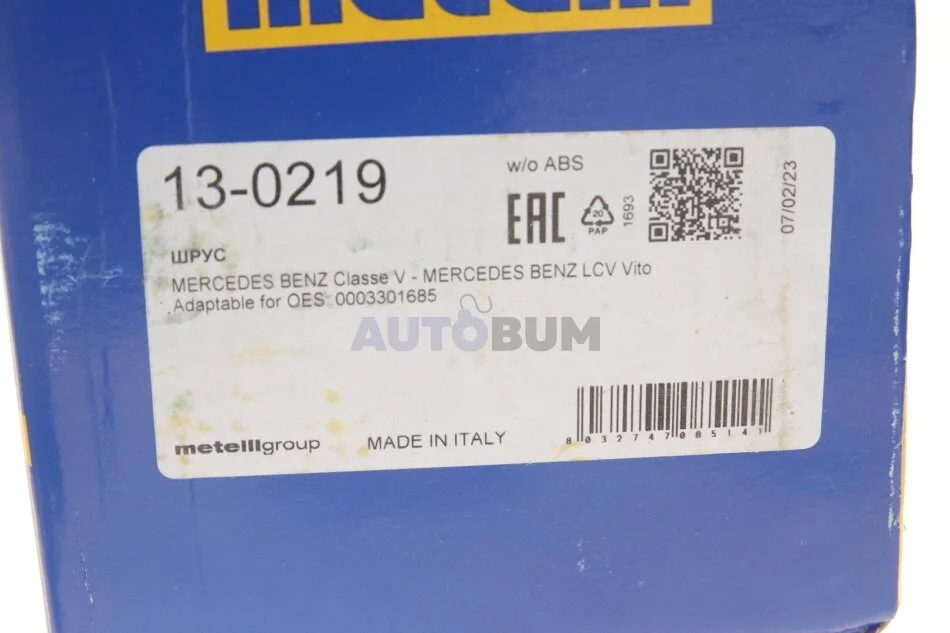 13-0219
w/o ABS
EAC
20
PAP
1693
07/02/23
ШРУС
MERCEDES BENZ Classe V - MERCEDES BENZ LCV Vito
Adaptable for OES: 0003301685
AUTOBUM
metelligroup
MADE IN ITALY
8032747085141